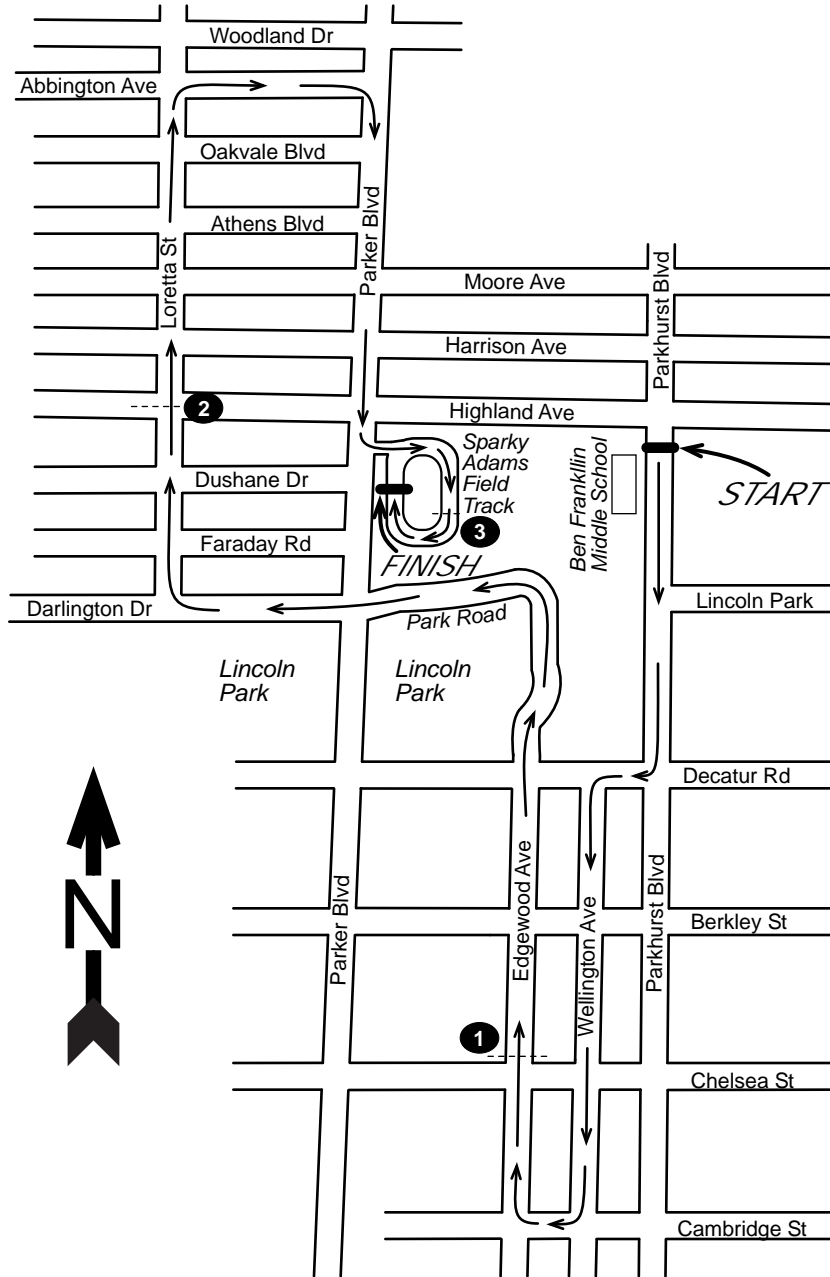 Woodland Dr
Abbington Ave
Oakvale Blvd
Athens Blvd
Loretta St
Parker Blvd
Moore Ave
Parkhurst Blvd
Harrison Ave
2
Highland Ave
Sparky
Adams
Field
Track
Ben Frankllin
Middle School
START
Dushane Dr
3
Faraday Rd
FINISH
Darlington Dr
Park Road
Lincoln Park
Lincoln
Park
Lincoln
Park
Decatur Rd
N
Parker Blvd
Edgewood Ave
Wellington Ave
Parkhurst Blvd
Berkley St
1
Chelsea St
Cambridge St